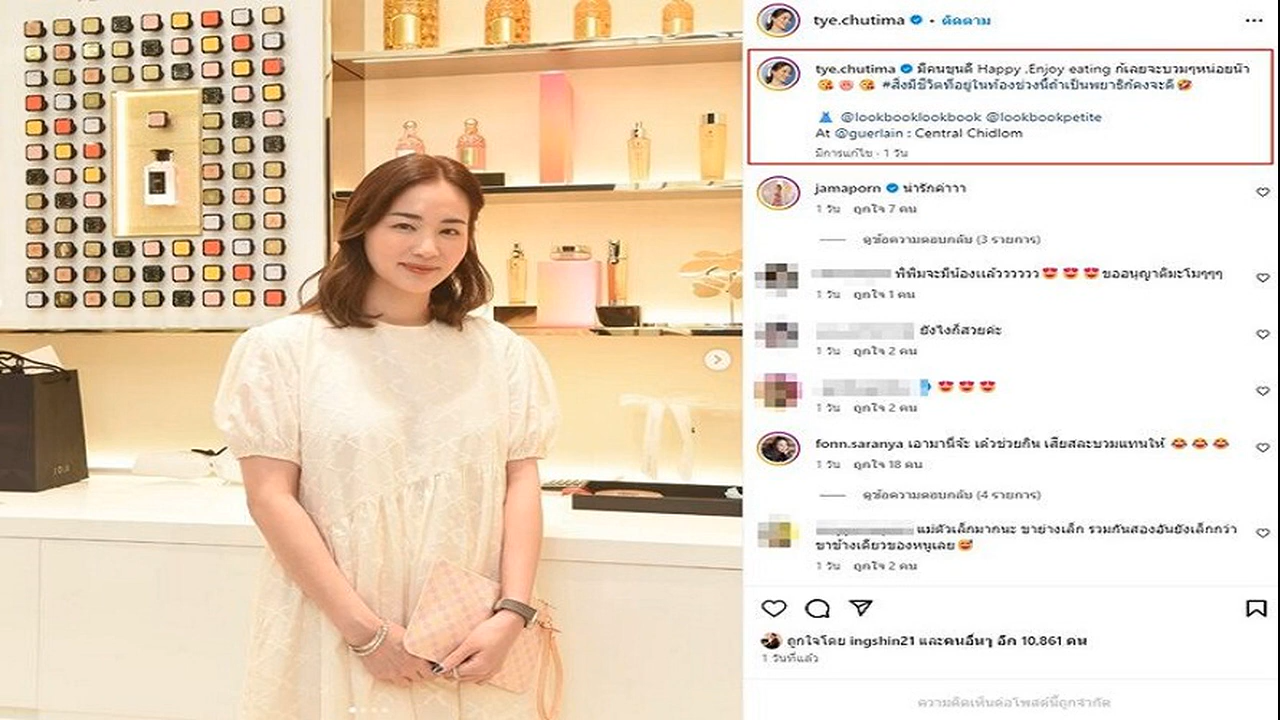 tye.chutima • ติดตาม
tye.chutima มีคนขุนดี Happy .Enjoy eating ก้เลยจะบวมๆหน่อยน๊า
😘 🐽 😘 #สิ่งมีชีวิตที่อยู่ในท้องช่วงนี้ถ้าเป็นพยาธิก้คงจะดี🤣
👗 @lookbooklookbook @lookbookpetite
At @guerlain : Central Chidlom
มีการแก้ไข · 1 วัน
jamaporn น่ารักค่าาา
1 วัน ถูกใจ 7 คน
ดูข้อความตอบกลับ (3 รายการ)
พี่พิมจะมีน้องแล้วววววว😍 😍 😍ขออนุญาติมะโมๆๆๆ
1 วัน ถูกใจ 1 คน
ยังไงก็สวยค่ะ
1 วัน ถูกใจ 2 คน
😍 😍 😍
1 วัน ถูกใจ 2 คน
fonn.saranya เอามานี่จ้ะ เด๋วช่วยกิน เสียสละบวมแทนให้ 😂 😂 😂
1 วัน ถูกใจ 18 คน
ดูข้อความตอบกลับ (4 รายการ)
แม่ตัวเล็กมากนะ ขาย่างเล็ก รวมกันสองอันยังเล็กกว่า
ขาข้างเดียวของหนูเลย😅
1 วัน ถูกใจ 2 คน
ถูกใจโดย ingshin21 และคนอื่นๆ อีก 10,861 คน
1 วันที่แล้ว
ความคิดเห็นต่อโพสต์นี้ถูกจำกัด